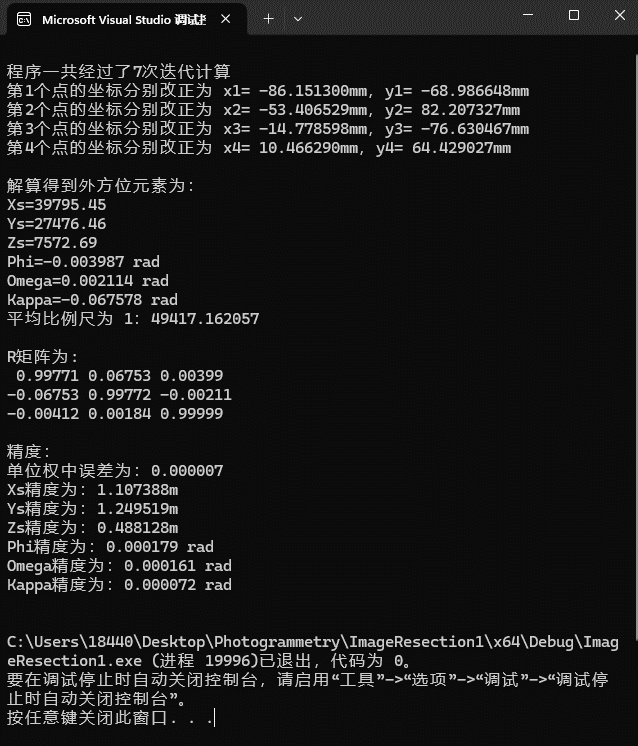 Microsoft Visual Studio 调试控
程序一共经过了7次迭代计算
第1个点的坐标分别改正为 x1= -86.151300mm, y1= -68.986648mm
第2个点的坐标分别改正为 x2= -53.406529mm, y2= 82.207327mm
第3个点的坐标分别改正为 x3= -14.778598mm, y3= -76.630467mm
第4个点的坐标分别改正为 x4= 10.466290mm, y4= 64.429027mm
解算得到外方位元素为:
Xs=39795.45
Ys=27476.46
Zs=7572.69
Phi=-0.003987 rad
Omega=0.002114 rad
Kappa=-0.067578 rad
平均比例尺为 1: 49417.162057
R矩阵为:
0.99771 0.06753 0.00399
-0.06753 0.99772 -0.00211
-0.00412 0.00184 0.99999
精度:
单位权中误差为: 0.000007
Xs精度为: 1.107388m
Ys精度为: 1.249519m
Zs精度为: 0.488128m
Phi精度为: 0.000179 rad
Omega精度为: 0.000161 rad
Kappa精度为: 0.000072 rad
C:\Users\18440\Desktop\Photogrammetry\ImageResection1\x64\Debug\Imag
eResection1.exe (进程 19996)已退出，代码为 0。
要在调试停止时自动关闭控制台，请启用“工具”->“选项”->“调试”->“调试停
止时自动关闭控制台”。
按任意键关闭此窗口. . .